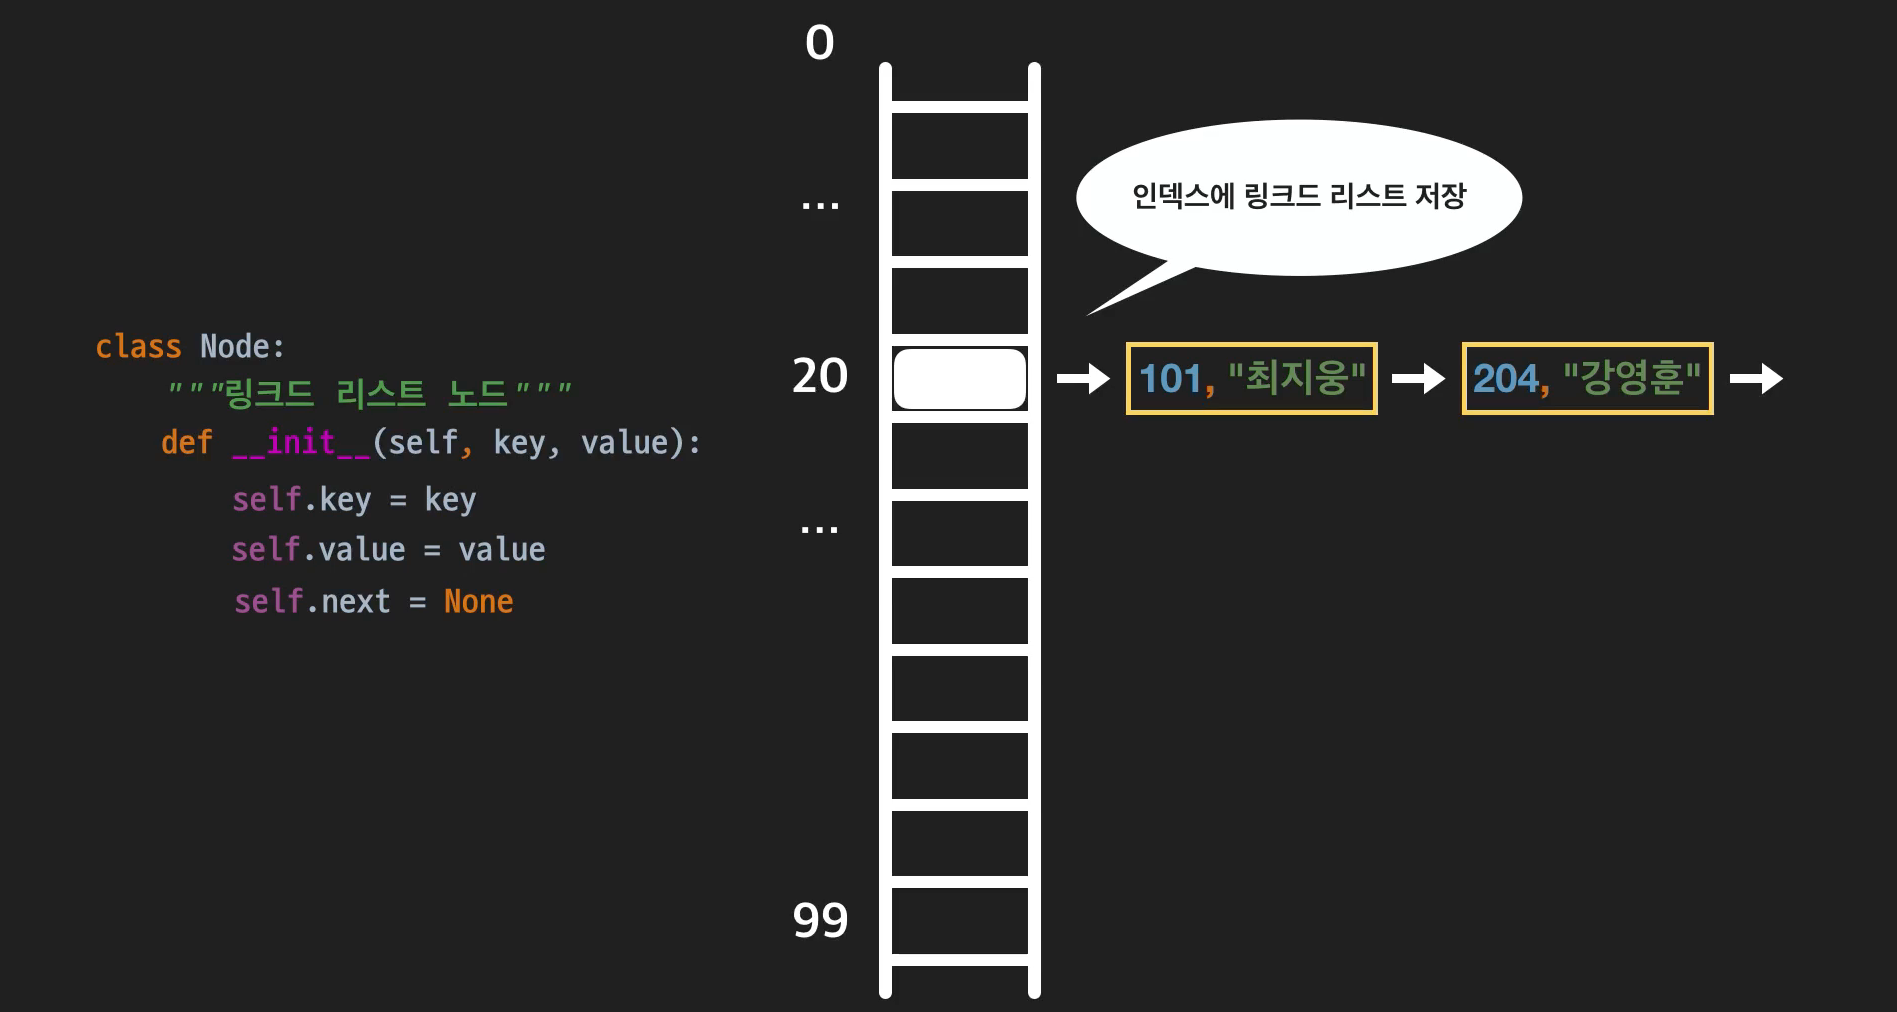 class Node:
"""링크드 리스트 노드"""
def __init__(self, key, value):
self.key = key
self.value = value
self.next = None
0
...
20
...
99
인덱스에 링크드 리스트 저장
101, "최지웅"
204, "강영훈"